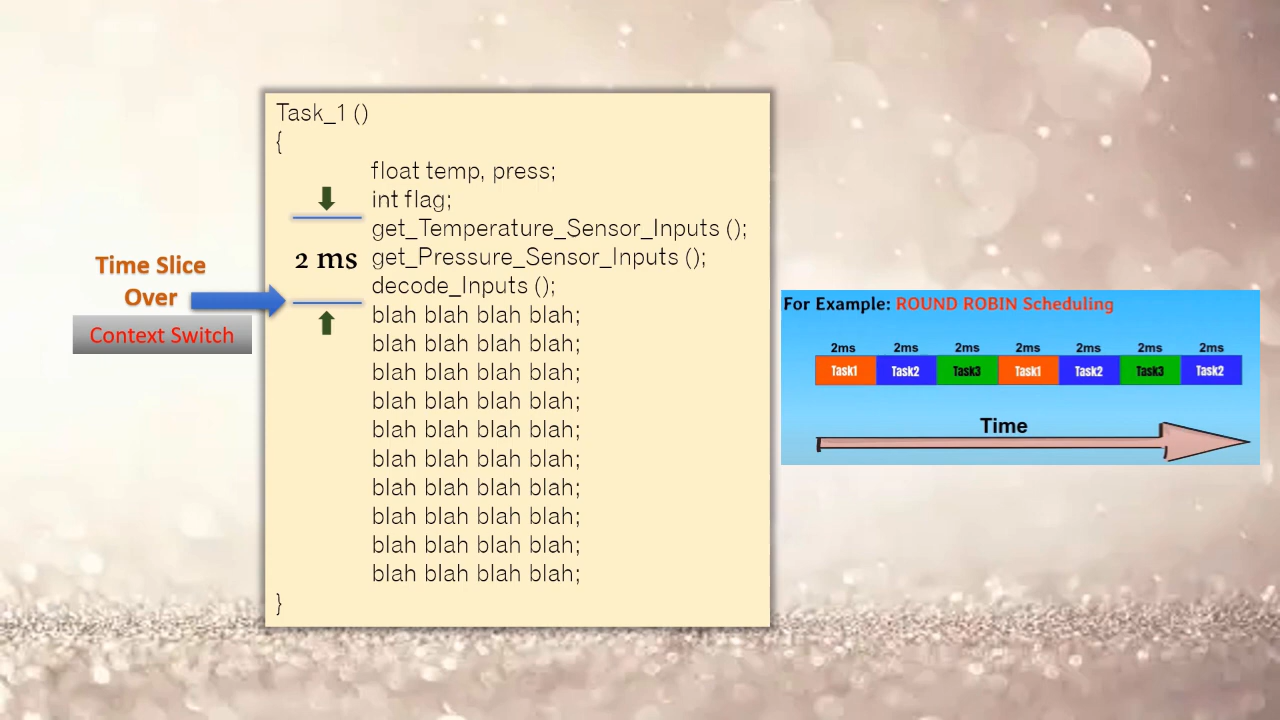 Task_1 ()
{
float temp, press;
int flag;
get_Temperature_Sensor_Inputs ();
2 ms get_Pressure_Sensor_Inputs ();
decode_Inputs ();
blah blah blah blah;
blah blah blah blah;
blah blah blah blah;
blah blah blah blah;
blah blah blah blah;
blah blah blah blah;
blah blah blah blah;
blah blah blah blah;
blah blah blah blah;
blah blah blah blah;
}
Time Slice
Over
Context Switch
For Example: ROUND ROBIN Scheduling
2ms 2ms 2ms 2ms 2ms 2ms 2ms
Task1 Task2 Task3 Task1 Task2 Task3 Task2
Time